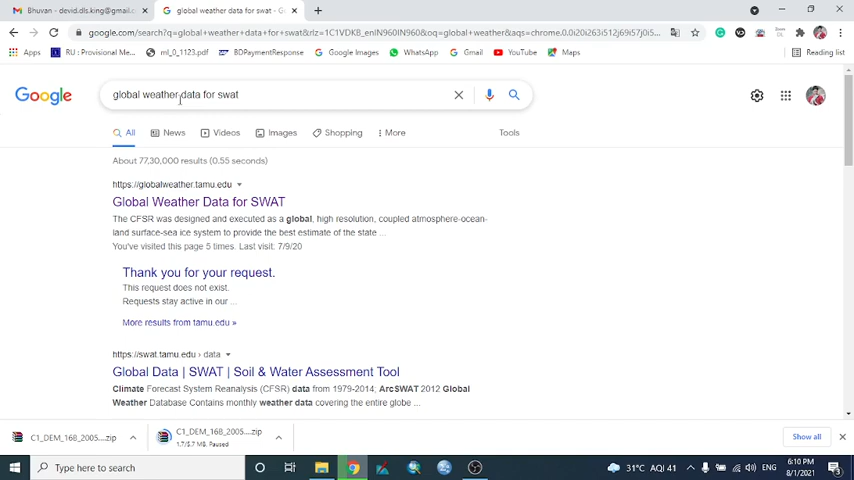 Bhuvan - devid.dls.king@gmail.c
global weather data for swat - G
google.com/search?q=global+weather+data+for+swat&rlz=1C1VDKB_enIN960IN960&oq=global+weather&aqs=chrome.0.0i20i263i512j69i57j0i5...
Apps
RU : Provisional Me...
ml_0_1123.pdf
BDPaymentResponse
Google Images
WhatsApp
Gmail
YouTube
Maps
Reading list
Google
global weather data for swat
All
News
Videos
Images
Shopping
More
Tools
About 77,30,000 results (0.55 seconds)
https://globalweather.tamu.edu
Global Weather Data for SWAT
The CFSR was designed and executed as a global, high resolution, coupled atmosphere-ocean-
land surface-sea ice system to provide the best estimate of the state ...
You've visited this page 5 times. Last visit: 7/9/20
Thank you for your request.
This request does not exist.
Requests stay active in our ...
More results from tamu.edu »
https://swat.tamu.edu › data
Global Data | SWAT | Soil & Water Assessment Tool
Climate Forecast System Reanalysis (CFSR) data from 1979-2014; ArcSWAT 2012 Global
Weather Database Contains monthly weather data covering the entire globe ...
C1_DEM_16B_2005....zip
C1_DEM_16B_2005....zip
1.7/5.7 MB, Paused
Show all
Type here to search
31°C AQI 41
ENG
6:10 PM
8/1/2021
3